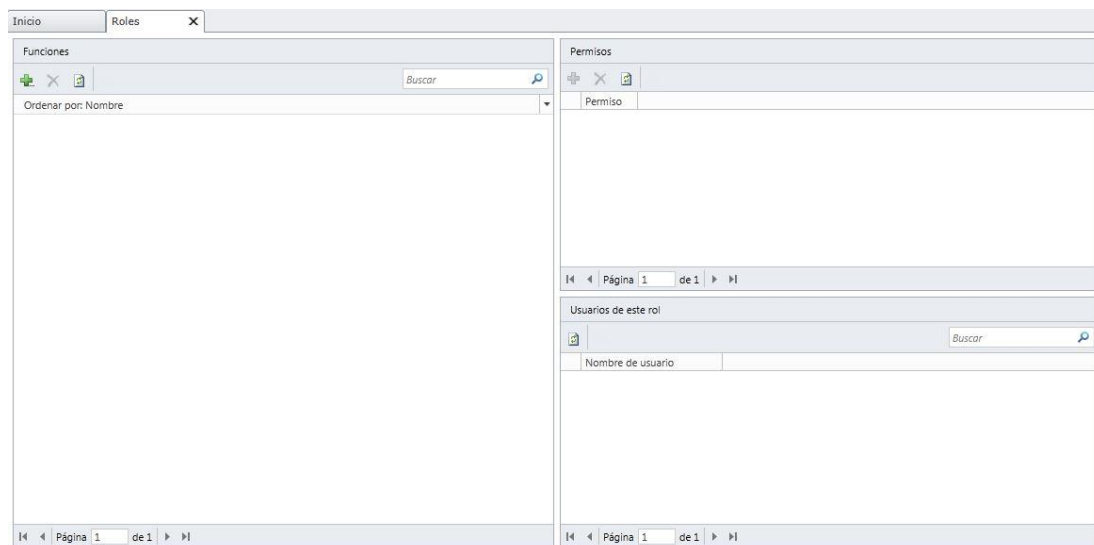 Inicio
Roles
Funciones
Buscar
Ordenar por: Nombre
Página 1 de 1
Permisos
Permiso
Página 1 de 1
Usuarios de este rol
Buscar
Nombre de usuario
Página 1 de 1